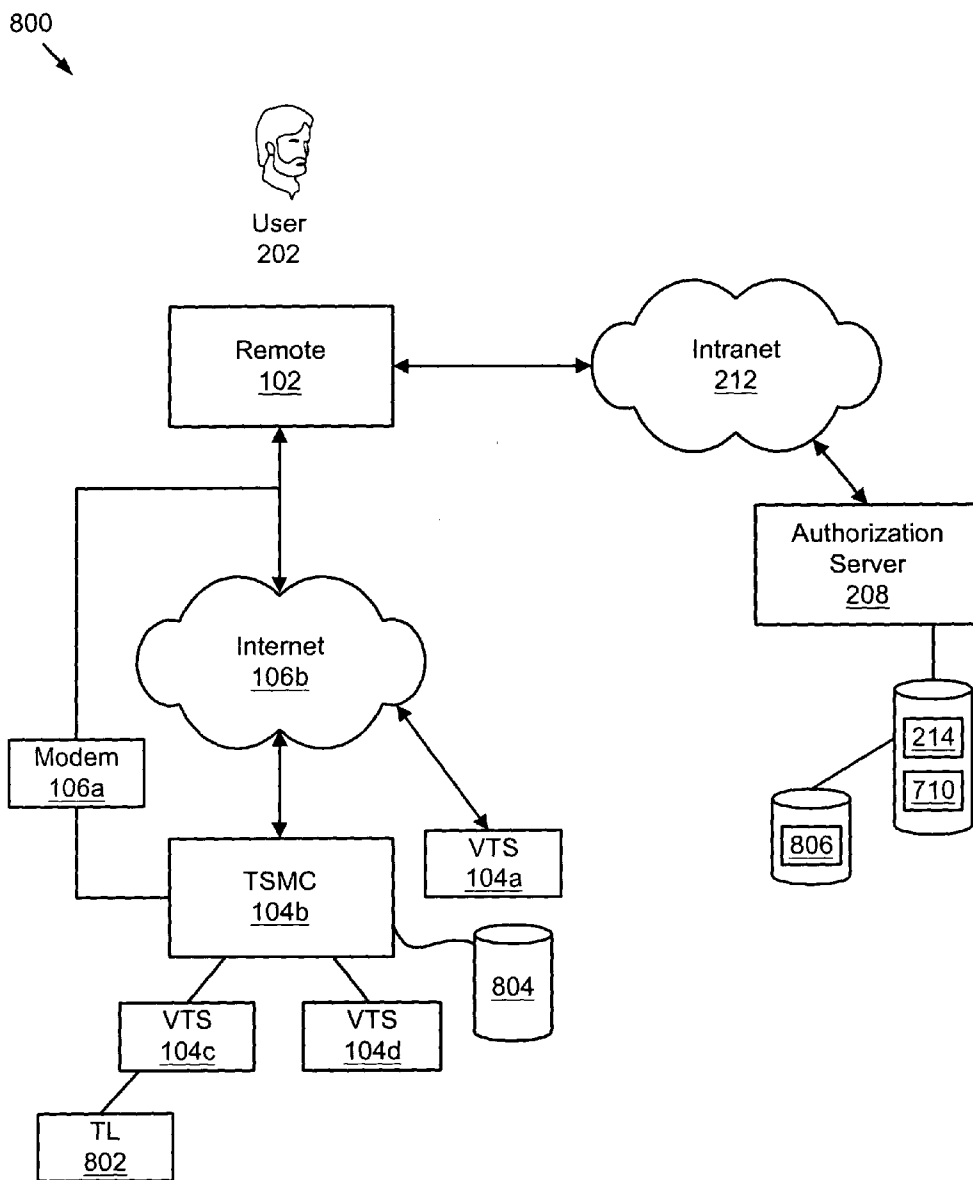 800
User
202
Remote
102
Intranet
212
Authorization
Server
208
Internet
106b
214
710
Modem
106a
806
VTS
104a
TSMC
104b
804
VTS
104c
VTS
104d
TL
802